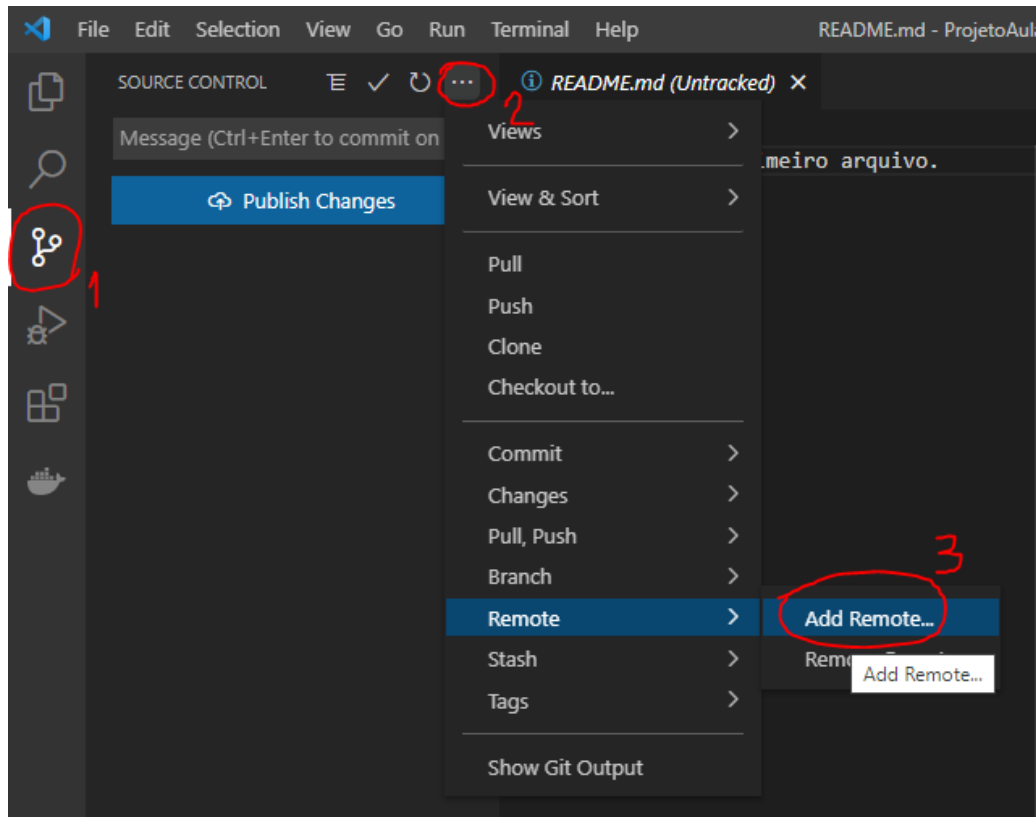 File Edit Selection View Go Run Terminal Help README.md - ProjetoAula
SOURCE CONTROL
README.md (Untracked)
2
Message (Ctrl+Enter to commit on
imeiro arquivo.
Publish Changes
1
Views
View & Sort
Pull
Push
Clone
Checkout to...
Commit
Changes
Pull, Push
Branch
Remote
Stash
Tags
Show Git Output
3
Add Remote...
Add Remote...